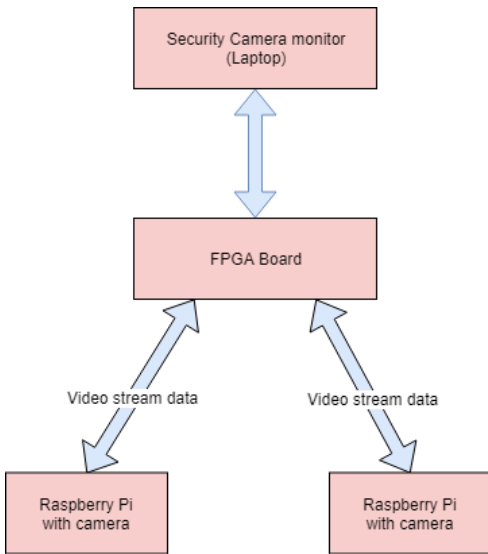 Security Camera monitor
(Laptop)
FPGA Board
Video stream data
Video stream data
Raspberry Pi
with camera
Raspberry Pi
with camera